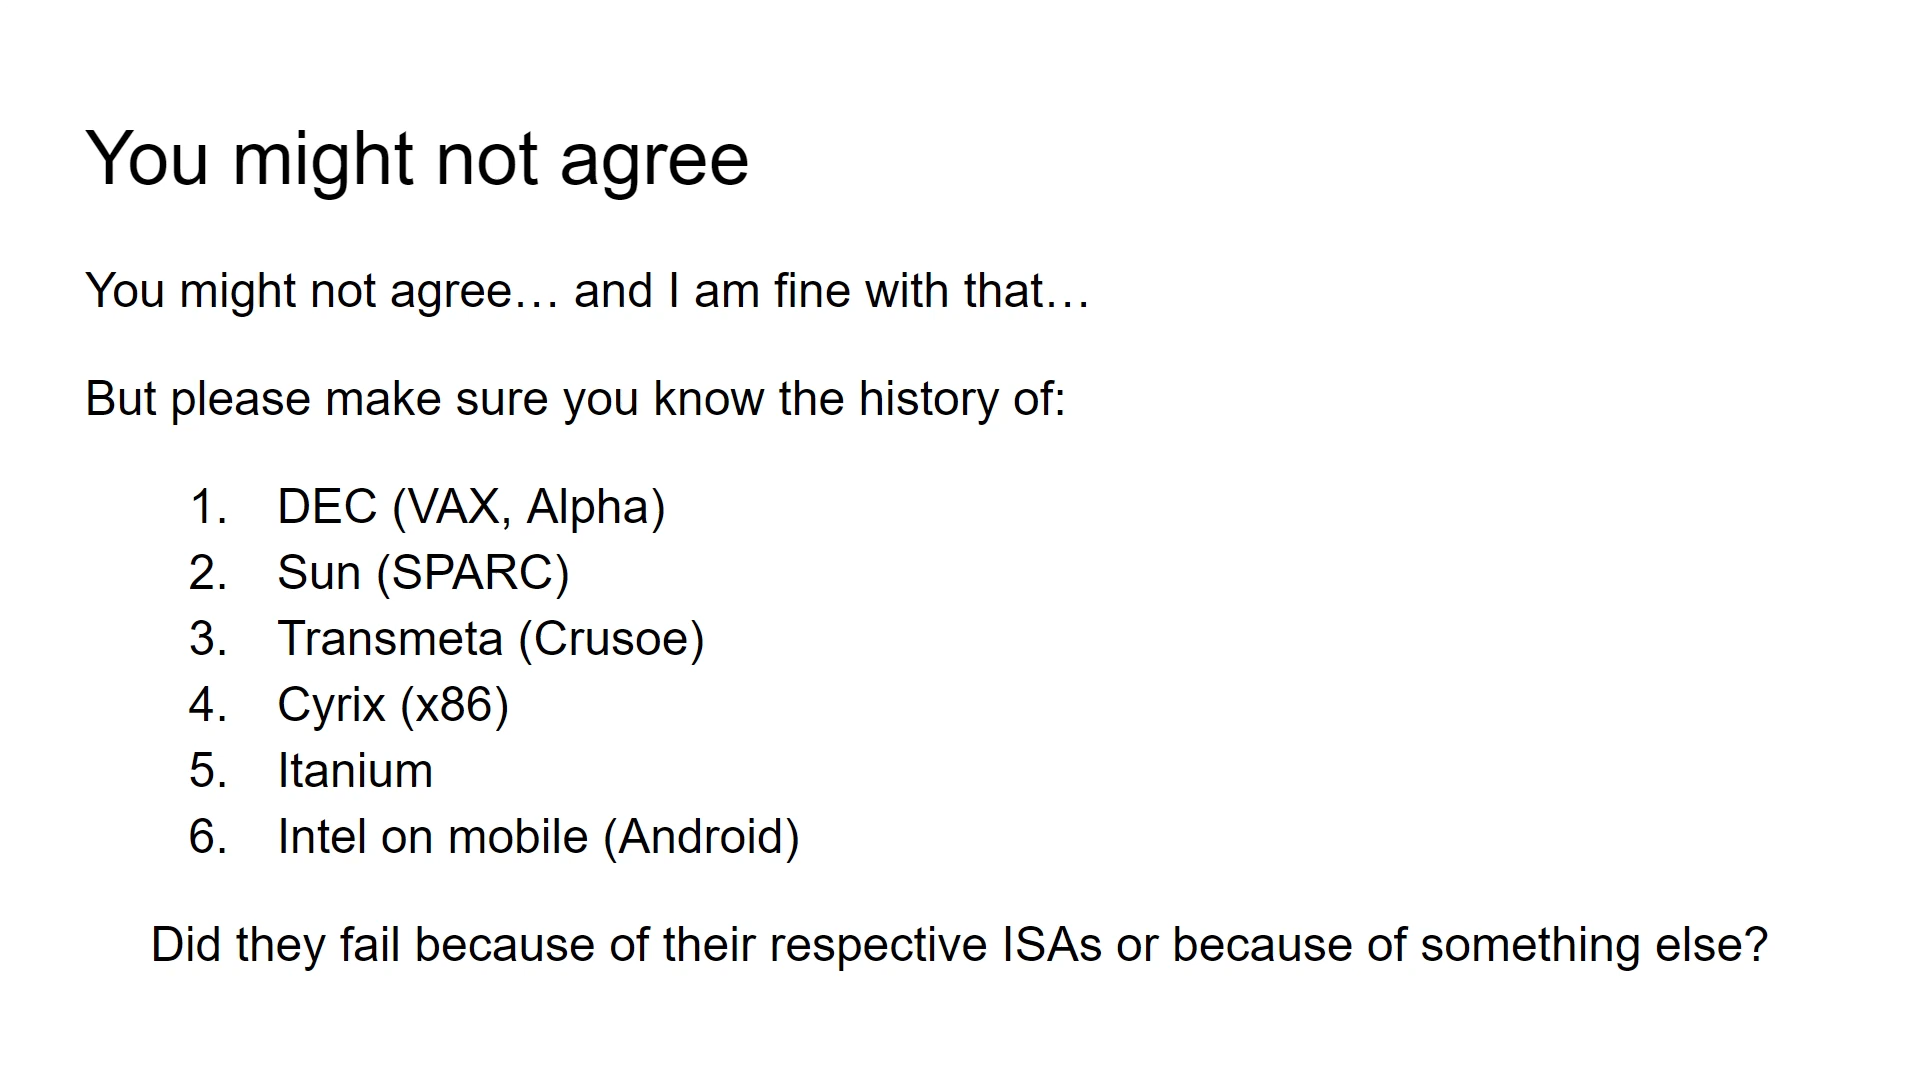 You might not agree
You might not agree… and I am fine with that…
But please make sure you know the history of:
1. DEC (VAX, Alpha)
2. Sun (SPARC)
3. Transmeta (Crusoe)
4. Cyrix (x86)
5. Itanium
6. Intel on mobile (Android)
Did they fail because of their respective ISAs or because of something else?